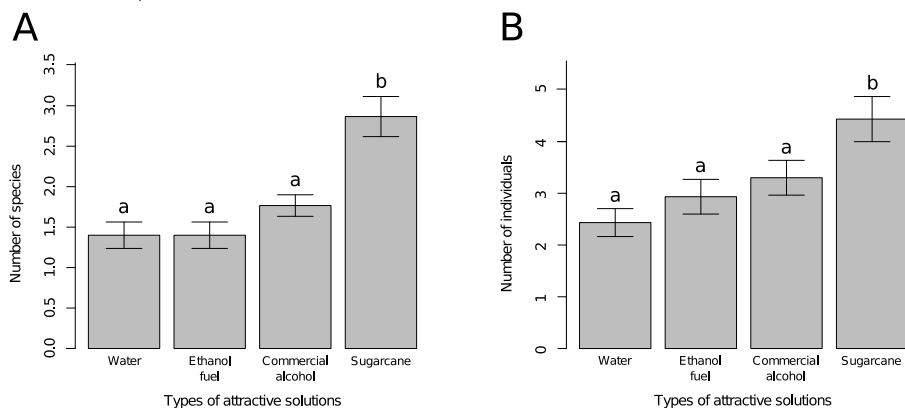 A
Number of species
0.0 0.5 1.0 1.5 2.0 2.5 3.0 3.5
a a a b
Water Ethanol fuel Commercial alcohol Sugarcane
Types of attractive solutions
B
Number of individuals
0 1 2 3 4 5
a a a b
Water Ethanol fuel Commercial alcohol Sugarcane
Types of attractive solutions